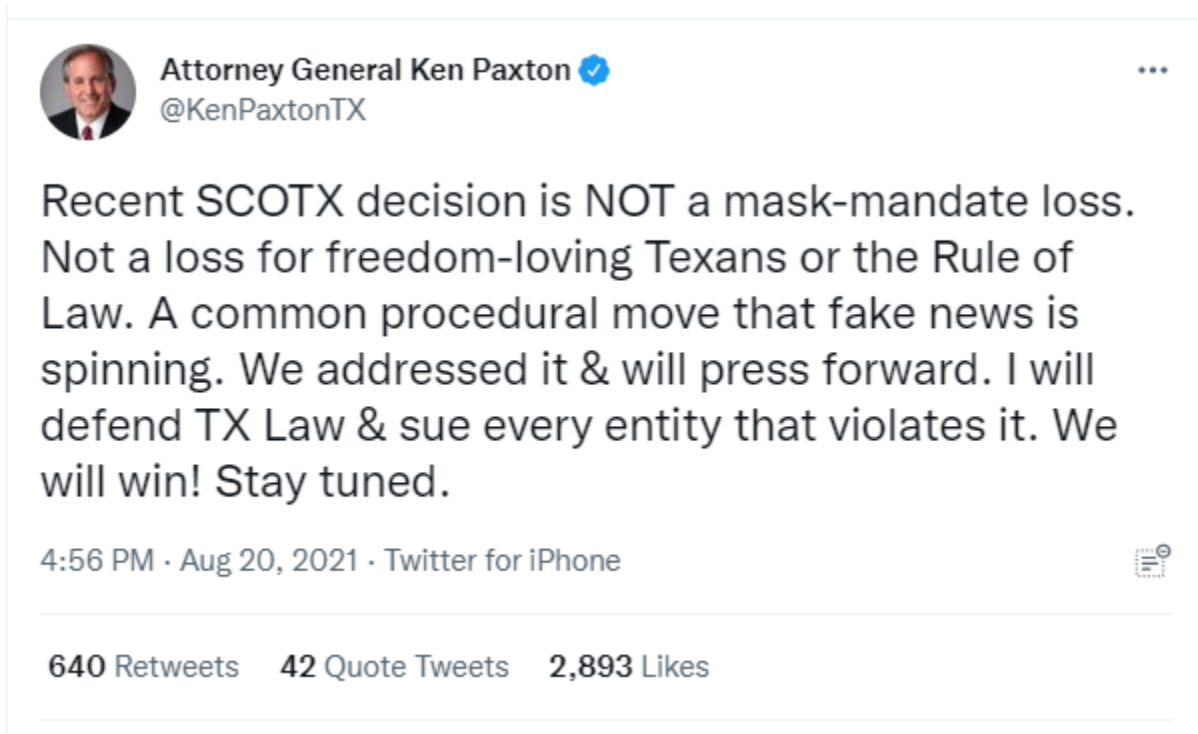 Attorney General Ken Paxton
@KenPaxtonTX
Recent SCOTX decision is NOT a mask-mandate loss.
Not a loss for freedom-loving Texans or the Rule of
Law. A common procedural move that fake news is
spinning. We addressed it & will press forward. I will
defend TX Law & sue every entity that violates it. We
will win! Stay tuned.
4:56 PM · Aug 20, 2021 · Twitter for iPhone
640 Retweets 42 Quote Tweets 2,893 Likes